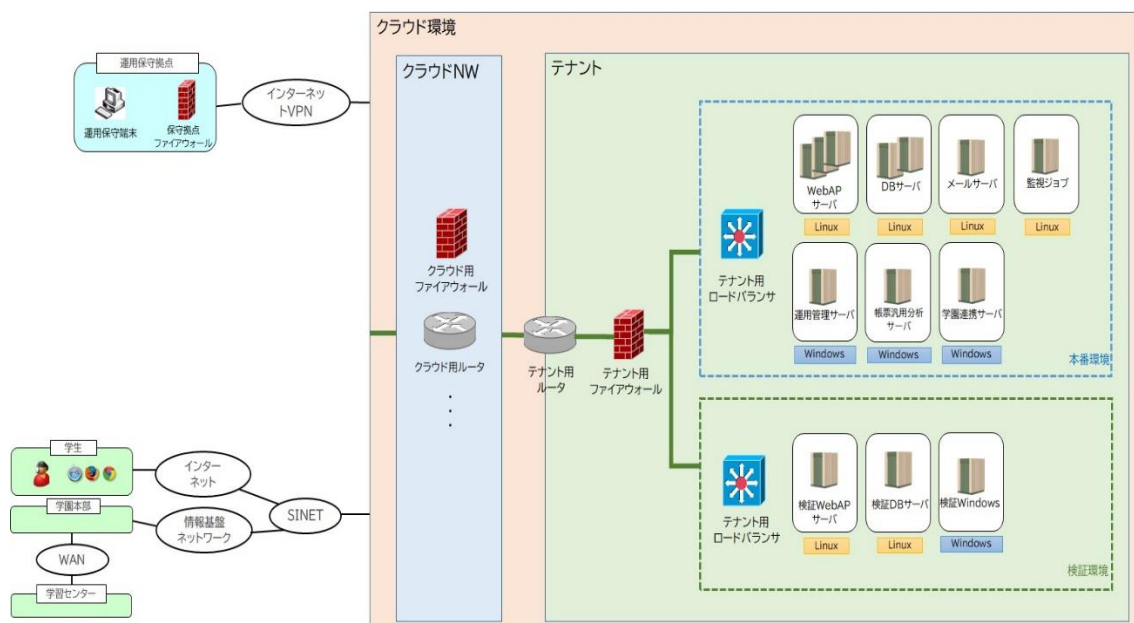 クラウド環境
運用保守拠点
運用保守端末
保守拠点
ファイアウォール
インターネッ
トVPN
クラウドNW
クラウド用
ファイアウォール
クラウド用ルータ
テナント
テナント用
ルータ
テナント用
ファイアウォール
テナント用
ロードバランサ
WebAP
サーバ
Linux
DBサーバ
Linux
メールサーバ
Linux
監視ジョブ
Linux
運用管理サーバ
Windows
帳票汎用分析
サーバ
Windows
学園連携サーバ
Windows
本番環境
テナント用
ロードバランサ
検証WebAP
サーバ
Linux
検証DBサーバ
Linux
検証Windows
Windows
検証環境
学生
インター
ネット
学園本部
情報基盤
ネットワーク
SINET
WAN
学習センター